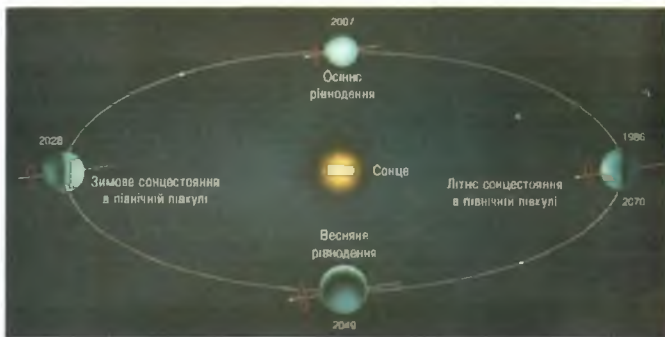 2007
Осіннє
рівнодення
2028
1986
Зимове сонцестояння
в північній півкулі
Сонце
Літнє сонцестояння
в північній півкулі
2070
Весняне
рівнодення
2049